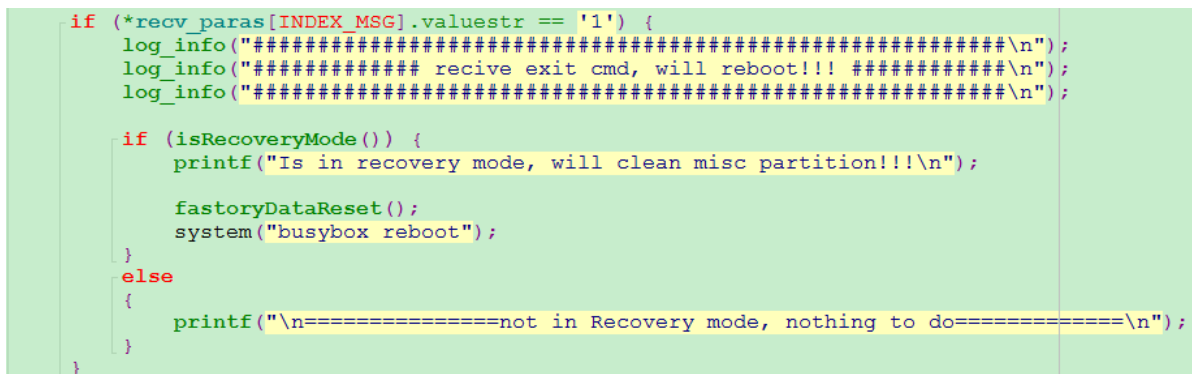 if (*recv_paras[INDEX_MSG].valuestr == '1') {
log_info("##########################################################\n");
log_info("############# recive exit cmd, will reboot!!! ############\n");
log_info("##########################################################\n");
if (isRecoveryMode()) {
printf("Is in recovery mode, will clean misc partition!!!\n");
fastoryDataReset();
system("busybox reboot");
}
else
{
printf("\n===============not in Recovery mode, nothing to do=============\n");
}
}